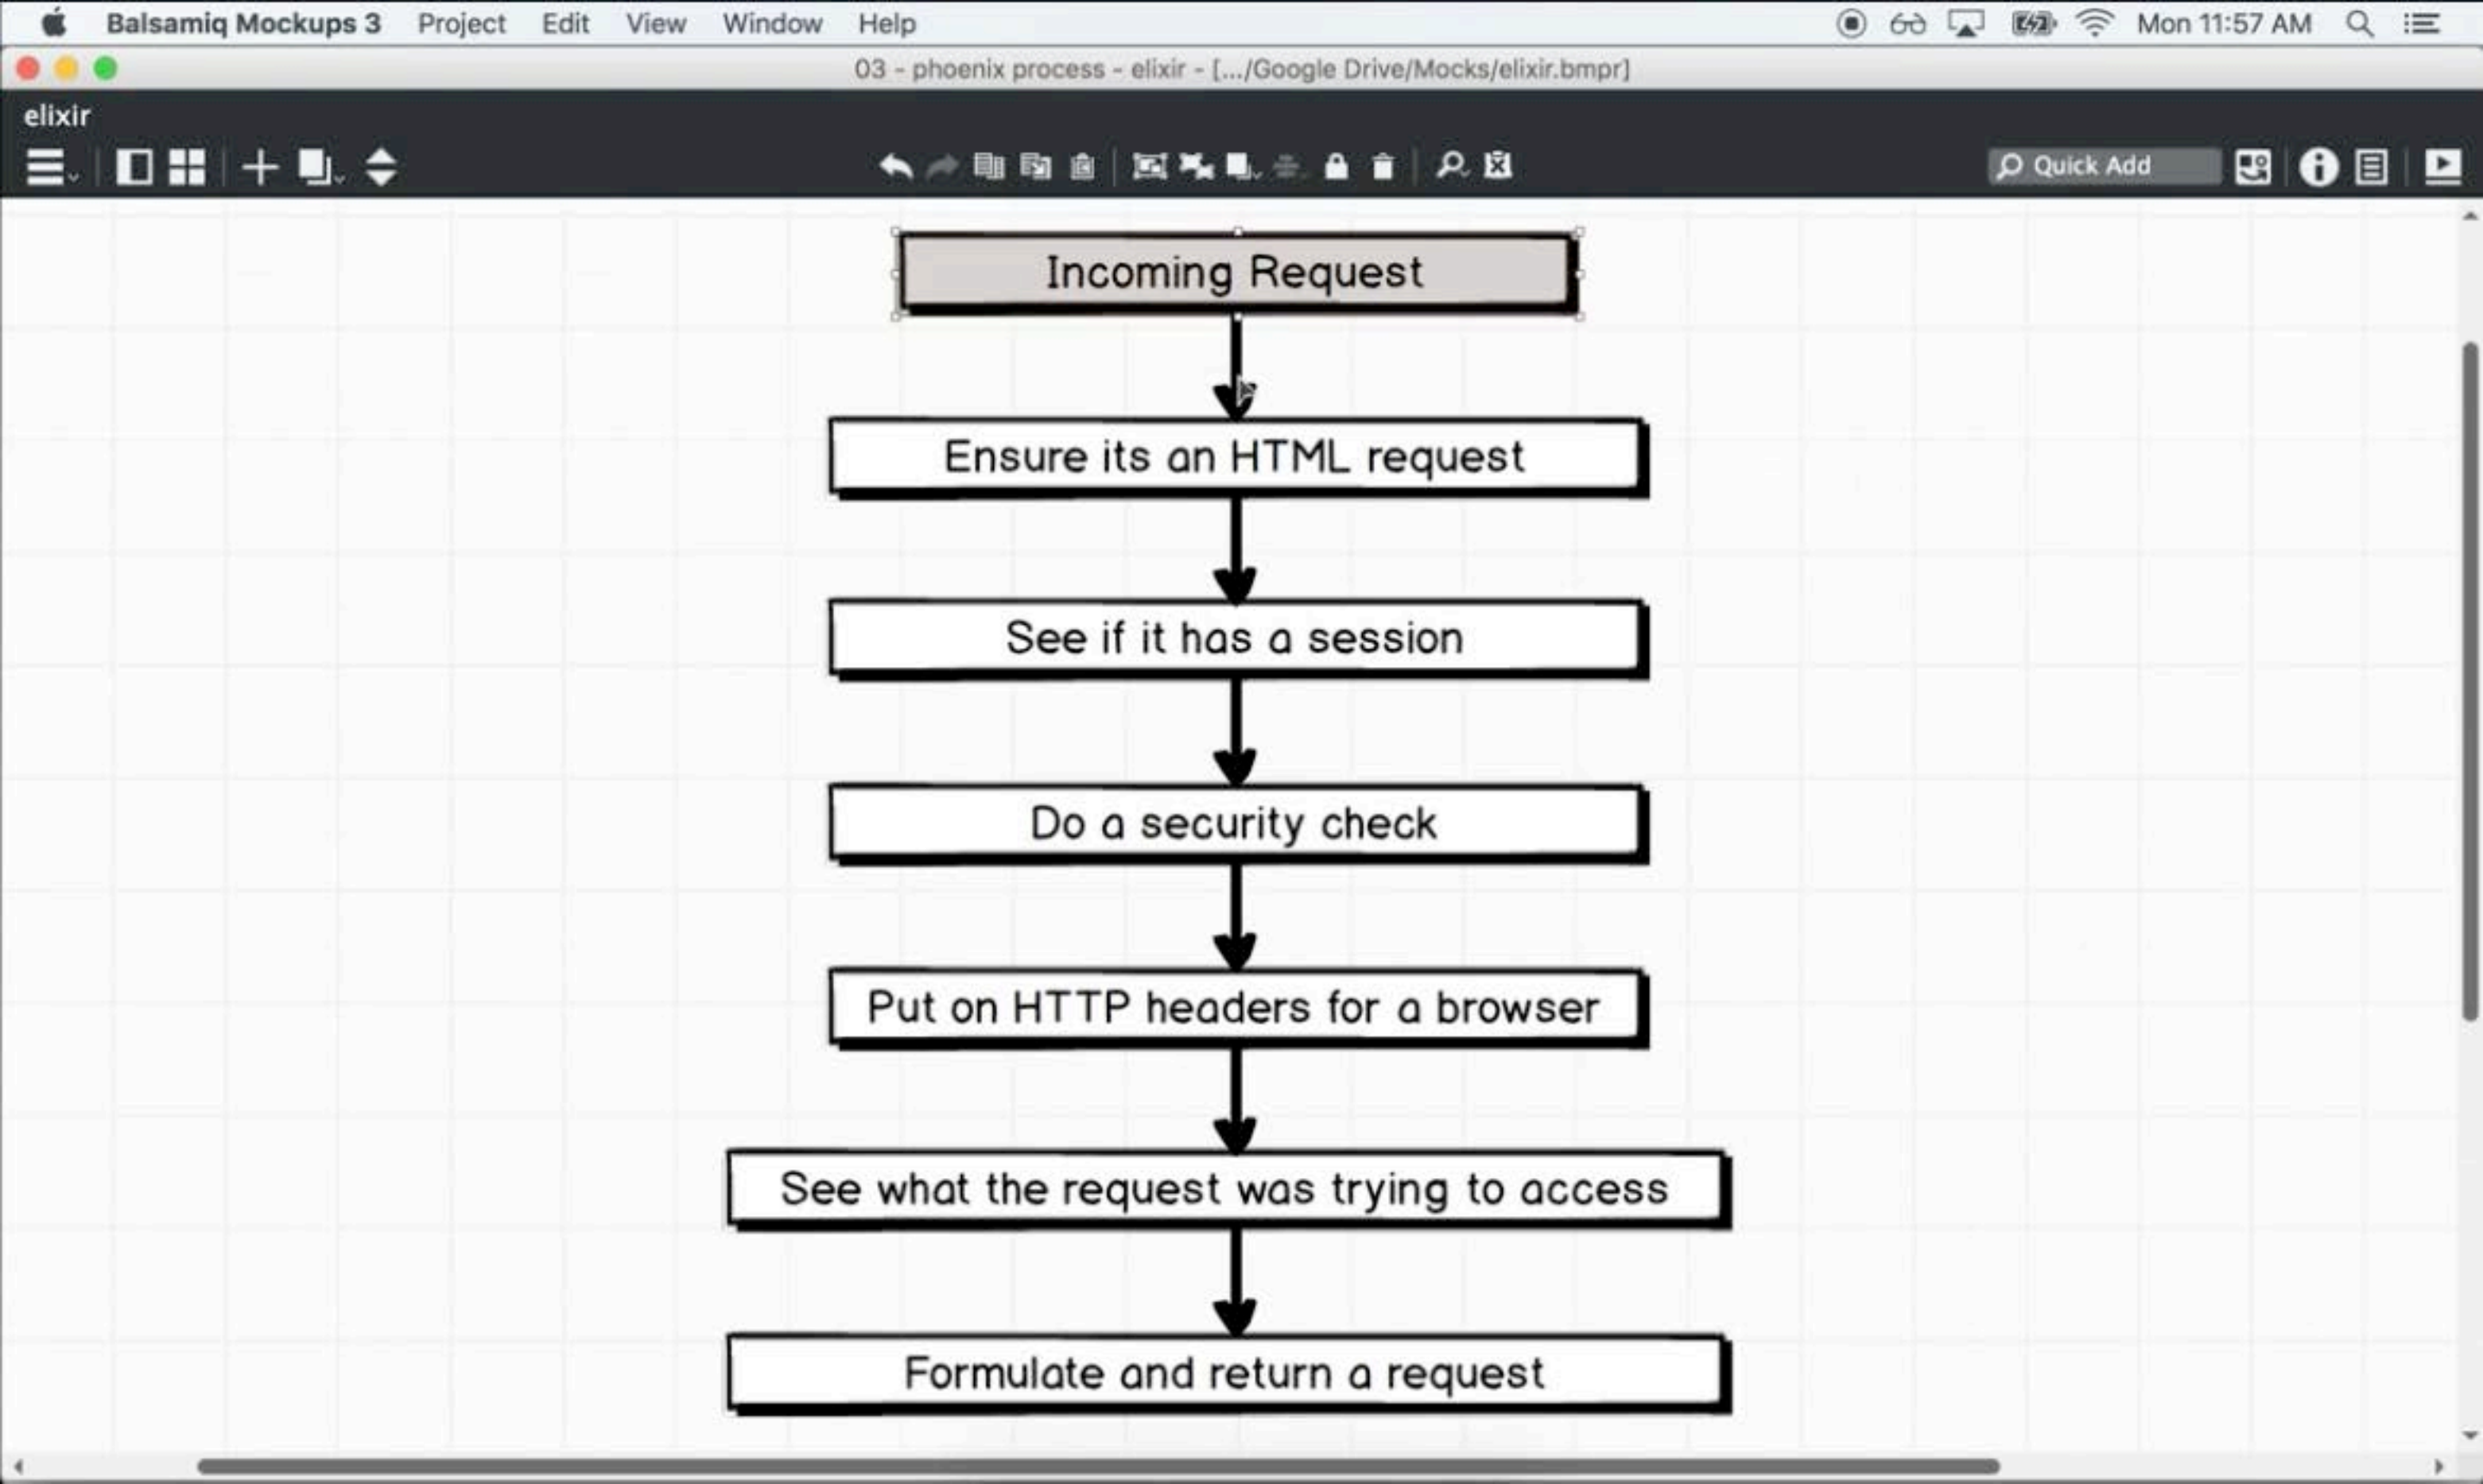 Balsamiq Mockups 3 Project Edit View Window Help Mon 11:57 AM
03 - phoenix process - elixir - [.../Google Drive/Mocks/elixir.bmpr]
elixir
Quick Add
Incoming Request
Ensure its an HTML request
See if it has a session
Do a security check
Put on HTTP headers for a browser
See what the request was trying to access
Formulate and return a request